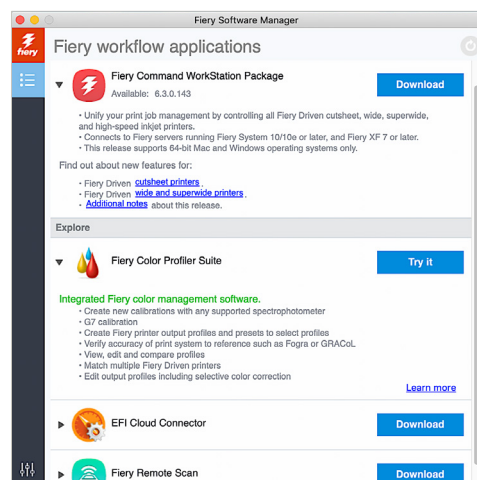 Fiery Software Manager
fiery
Fiery workflow applications
Fiery Command WorkStation Package
Download
Available: 6.3.0.143
• Unify your print job management by controlling all Fiery Driven cutsheet, wide, superwide,
and high-speed inkjet printers.
• Connects to Fiery servers running Fiery System 10/10e or later, and Fiery XF 7 or later.
• This release supports 64-bit Mac and Windows operating systems only.
Find out about new features for:
• Fiery Driven cutsheet printers.
• Fiery Driven wide and superwide printers.
• Additional notes about this release.
Explore
Fiery Color Profiler Suite
Try it
Integrated Fiery color management software.
• Create new calibrations with any supported spectrophotometer
• G7 calibration
• Create Fiery printer output profiles and presets to select profiles
• Verify accuracy of print system to reference such as Fogra or GRACoL
• View, edit and compare profiles
• Match multiple Fiery Driven printers
• Edit output profiles including selective color correction
Learn more
EFI Cloud Connector
Download
Fiery Remote Scan
Download